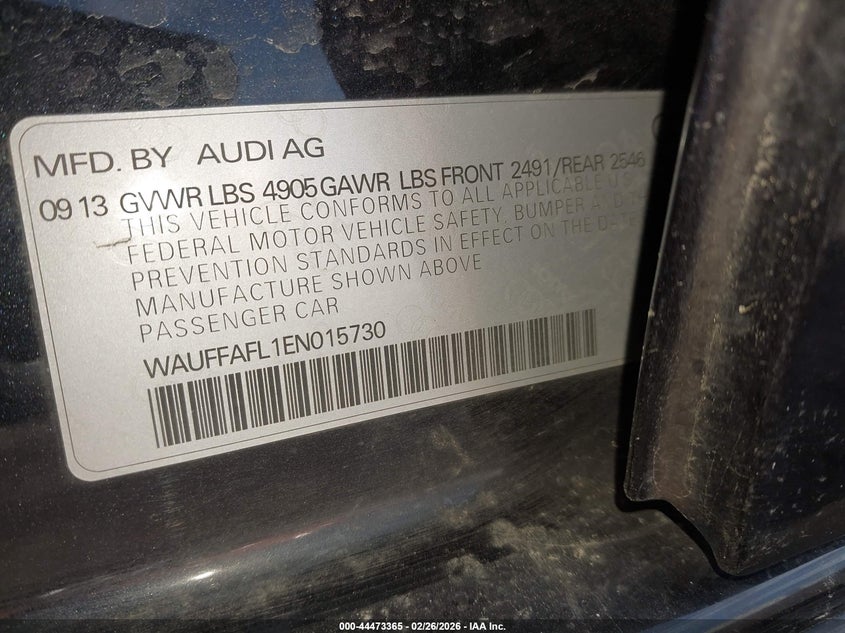 MFD. BY AUDI AG
09 13 GVWR LBS 4905 GAWR LBS FRONT 2491/REAR 2546
THIS VEHICLE CONFORMS TO ALL APPLICABLE U.S.
FEDERAL MOTOR VEHICLE SAFETY, BUMPER AND
PREVENTION STANDARDS IN EFFECT ON THE DATE
MANUFACTURE SHOWN ABOVE
PASSENGER CAR
WAUFFAFL1EN015730
000-44473365 - 02/26/2026 - IAA Inc.